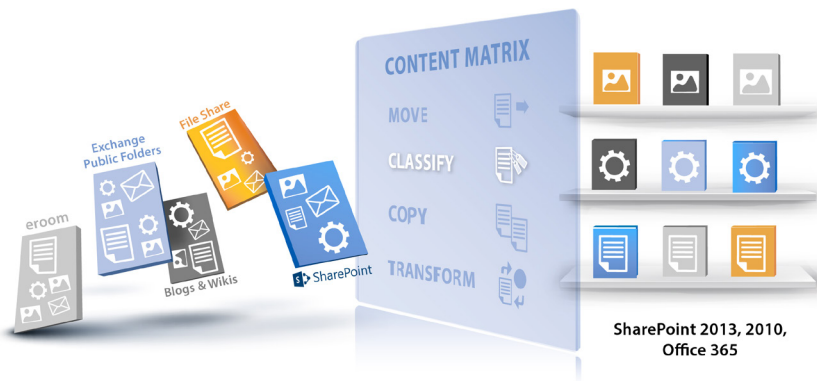 eroom
Exchange
Public Folders
Blogs & Wikis
File Share
S
SharePoint
CONTENT MATRIX
MOVE
CLASSIFY
COPY
TRANSFORM
SharePoint 2013, 2010,
Office 365